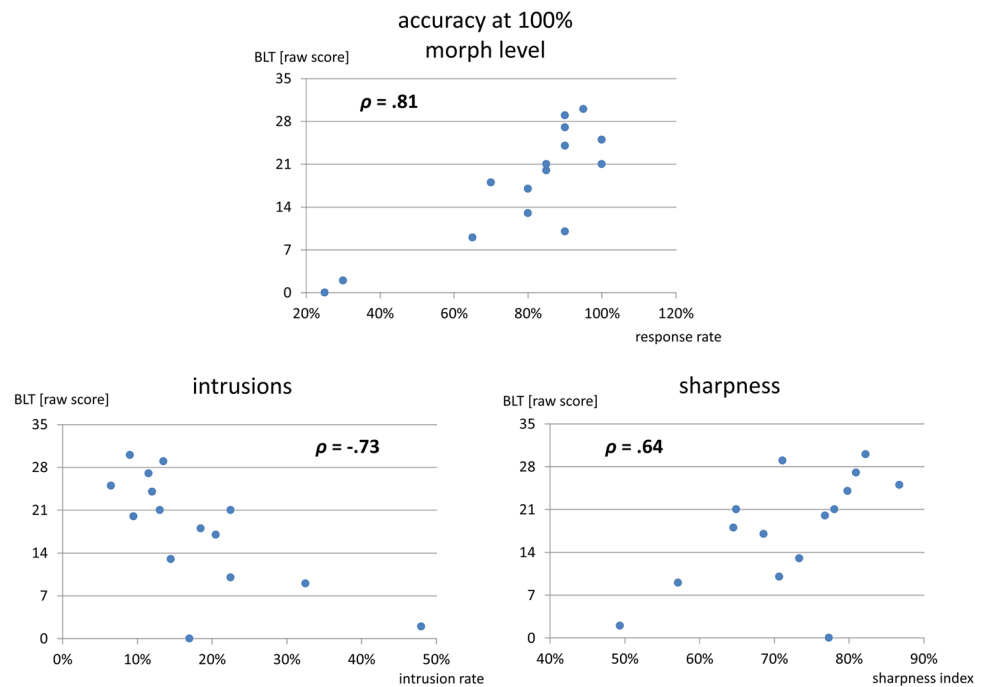 accuracy at 100%
morph level
BLT [raw score]
35
ρ = .81
28
21
14
7
0
20% 40% 60% 80% 100% 120%
response rate
intrusions
BLT [raw score]
35
ρ = -.73
28
21
14
7
0
0% 10% 20% 30% 40% 50%
intrusion rate
sharpness
BLT [raw score]
35
ρ = .64
28
21
14
7
0
40% 50% 60% 70% 80% 90%
sharpness index